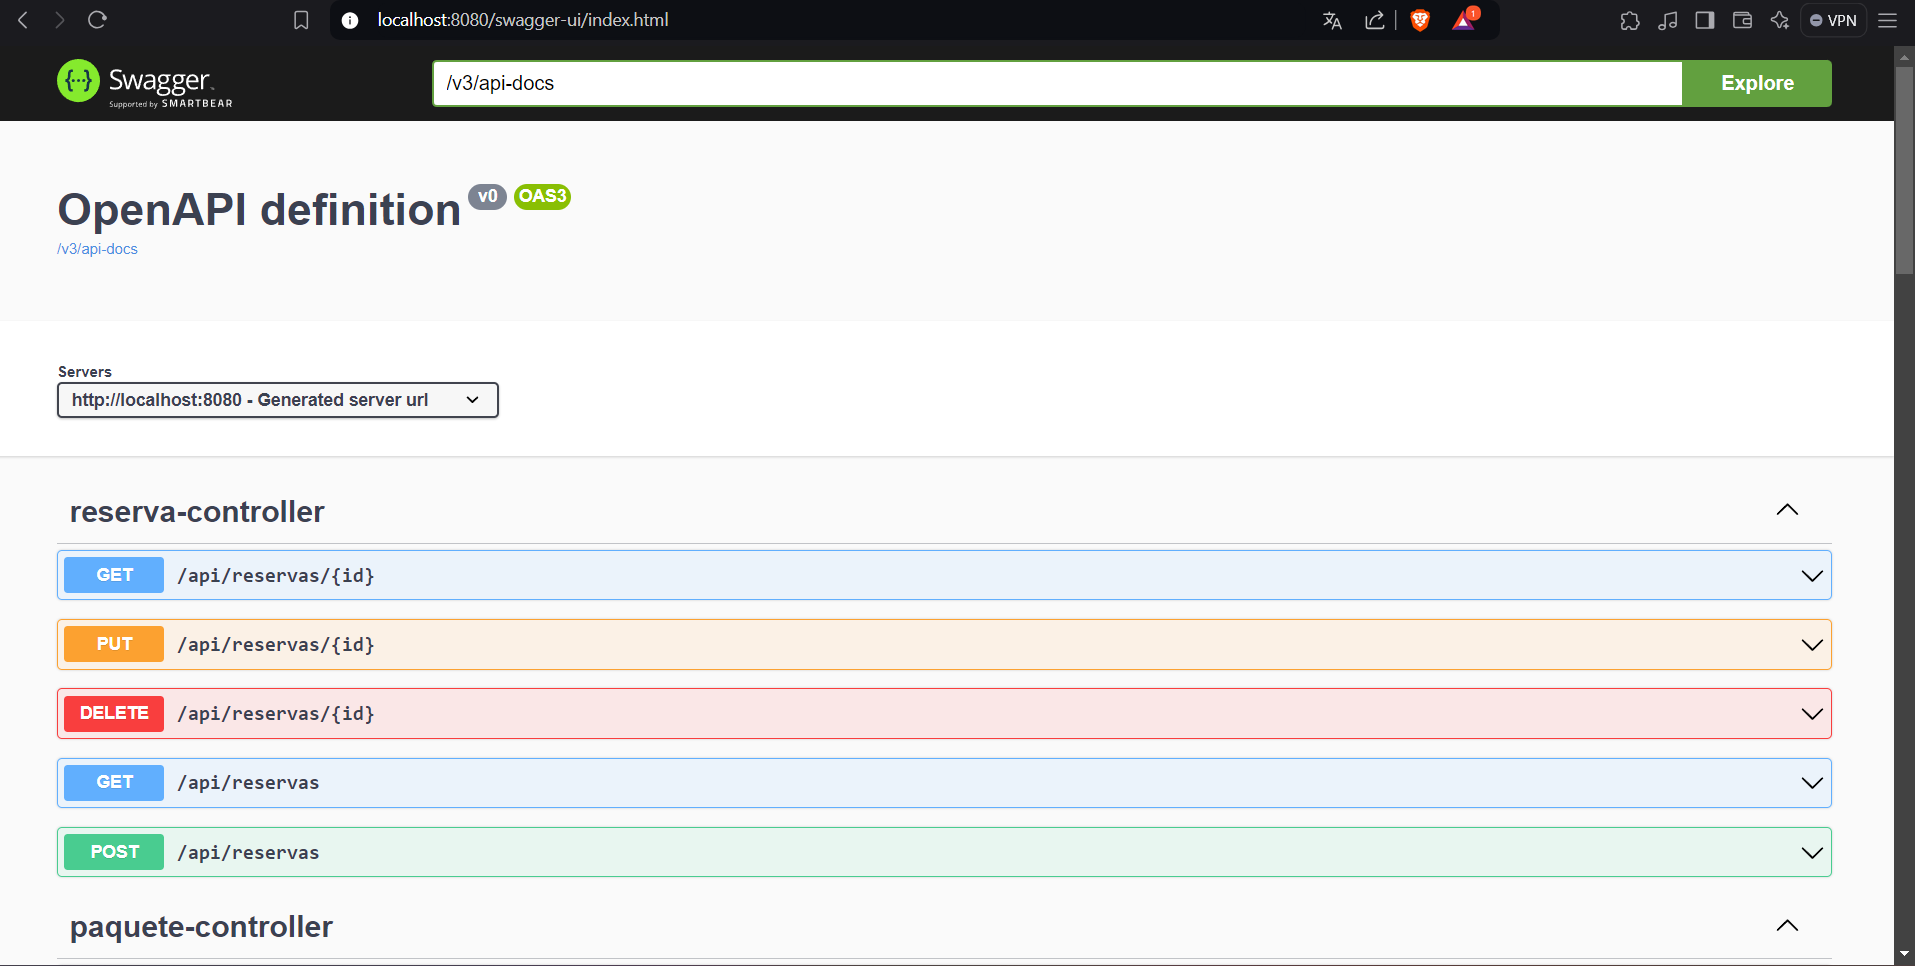 localhost:8080/swagger-ui/index.html
1
VPN
Swagger.
Supported by SMARTBEAR
/v3/api-docs
Explore
OpenAPI definition v0 OAS3
/v3/api-docs
Servers
http://localhost:8080 - Generated server url
reserva-controller
GET /api/reservas/{id}
PUT /api/reservas/{id}
DELETE /api/reservas/{id}
GET /api/reservas
POST /api/reservas
paquete-controller